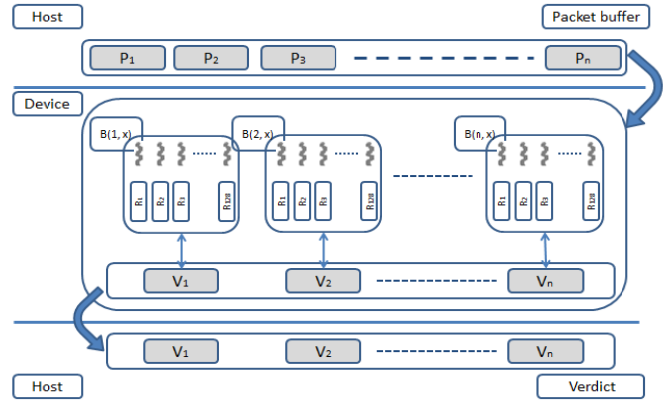 Host
Packet buffer
P1 P2 P3 Pn
Device
B(1, x) B(2, x) B(n, x)
R1 R2 R3 R128 R1 R2 R3 R128 R1 R2 R3 R128
V1 V2 Vn
V1 V2 Vn
Host
Verdict